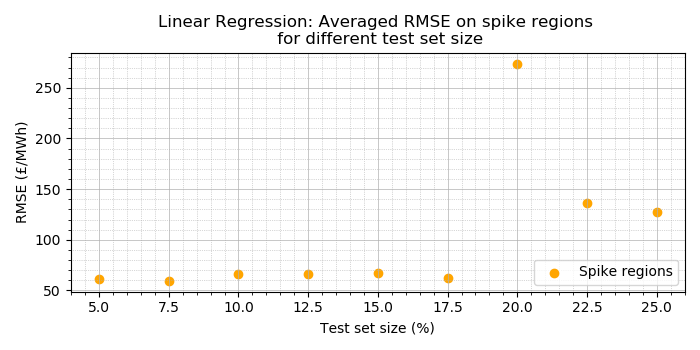 Linear Regression: Averaged RMSE on spike regions
for different test set size
RMSE (£/MWh)
250
200
150
100
50
5.0
7.5
10.0
12.5
15.0
17.5
20.0
22.5
25.0
Spike regions
Test set size (%)